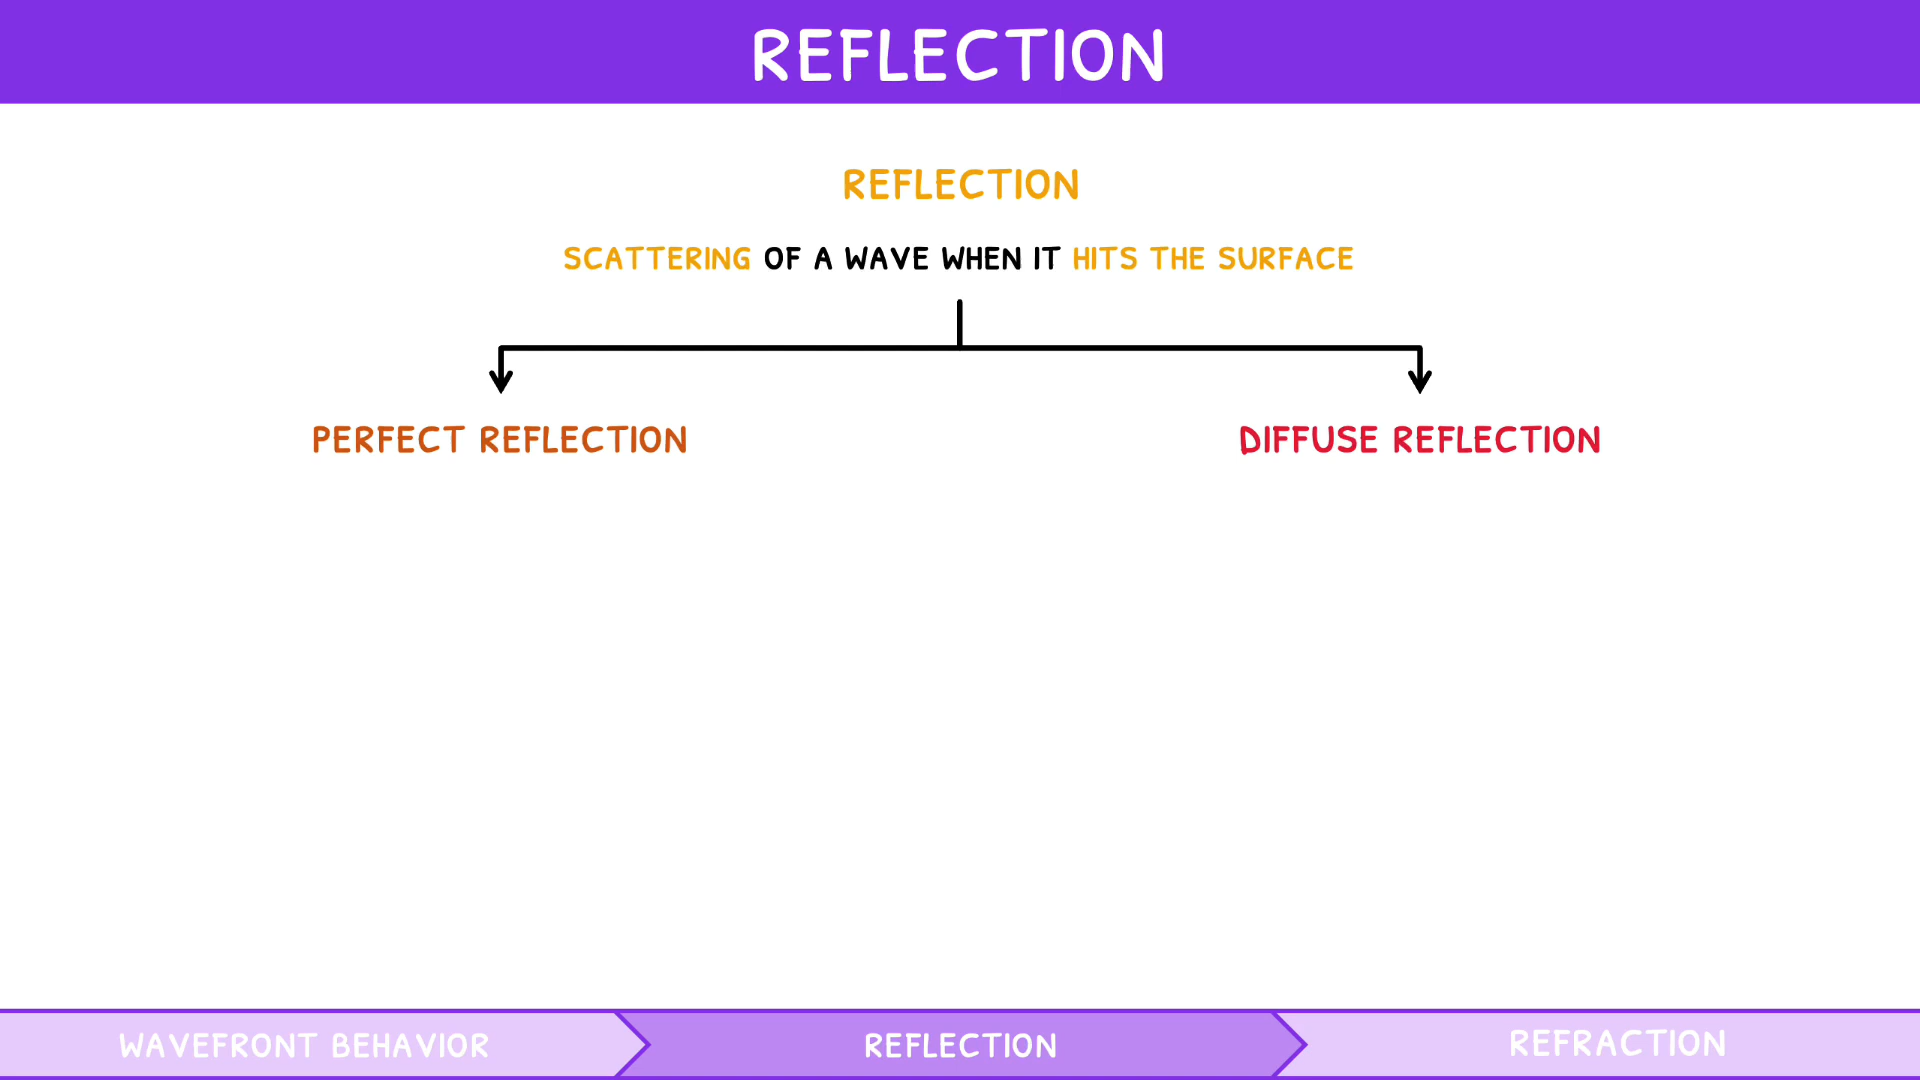 REFLECTION
REFLECTION
SCATTERING OF A WAVE WHEN IT HITS THE SURFACE
PERFECT REFLECTION
DIFFUSE REFLECTION
WAVEFRONT BEHAVIOR
REFLECTION
REFRACTION